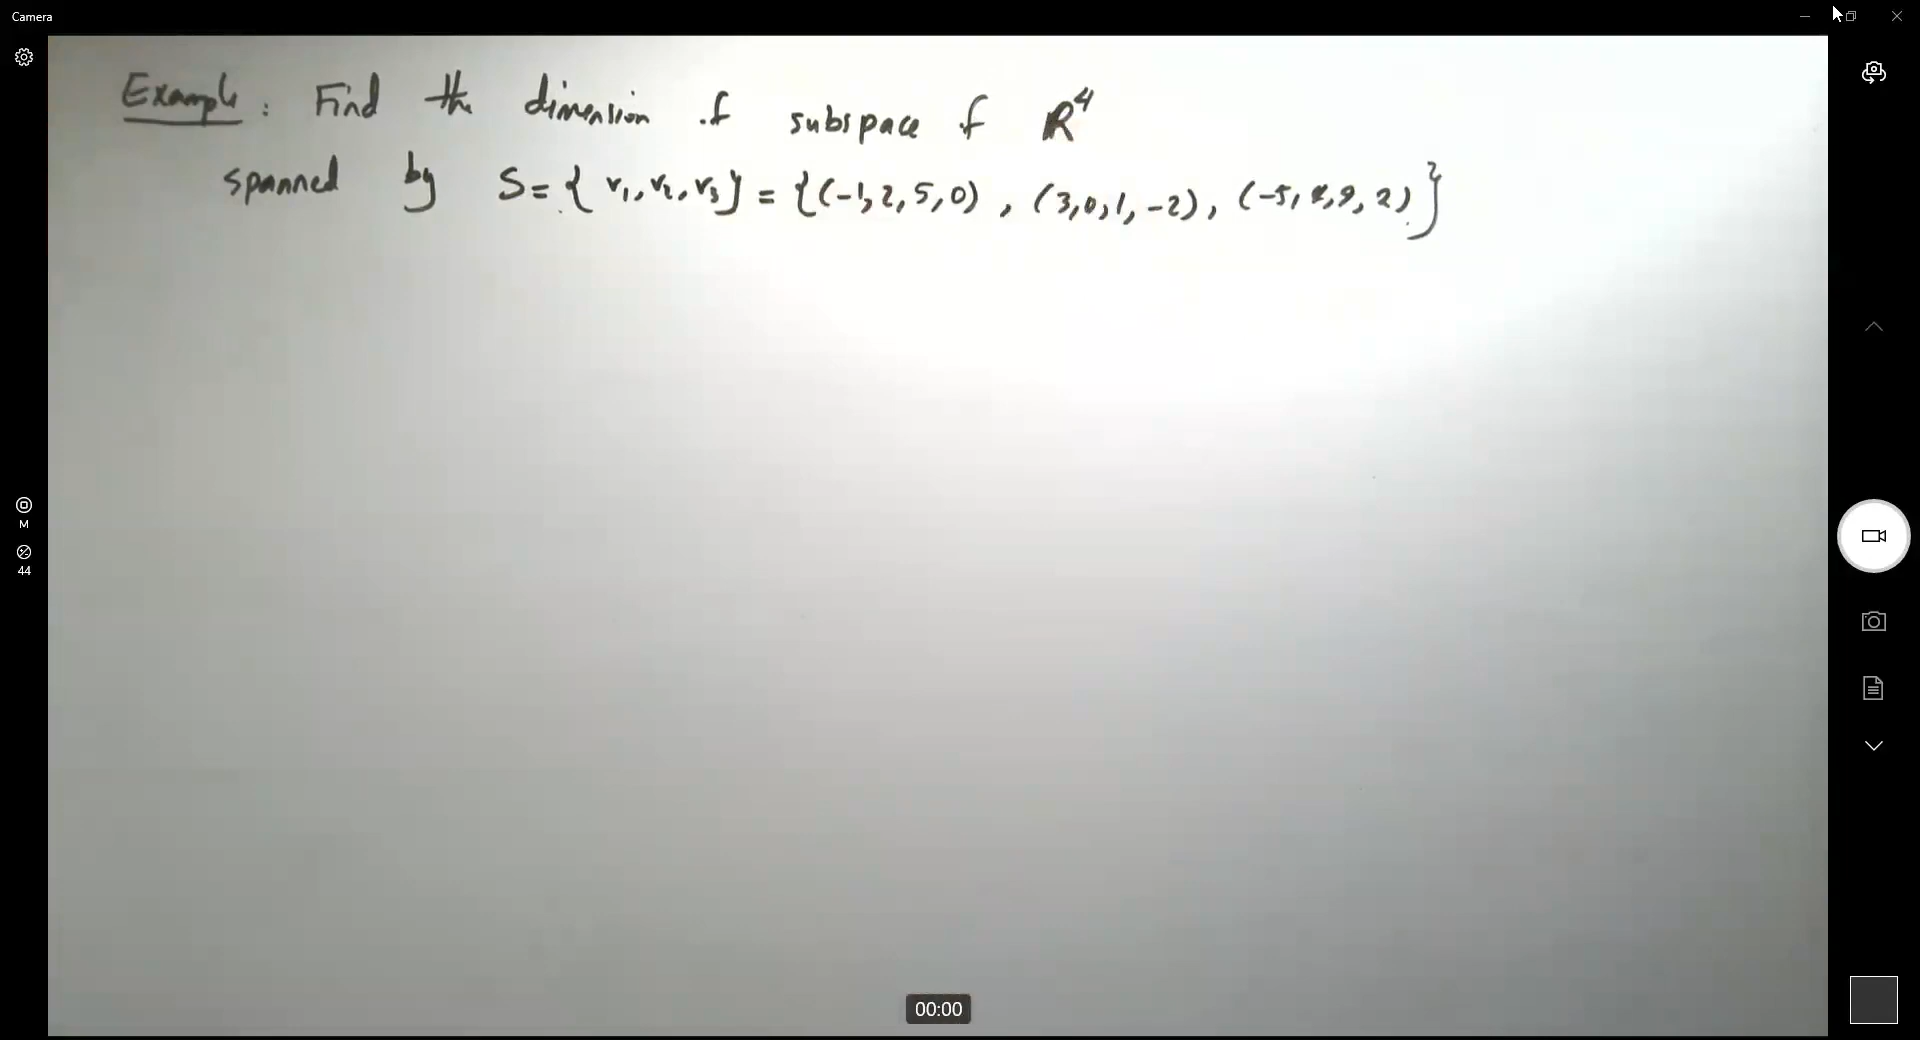 Camera
Example: Find the dimension of subspace of R⁴
spanned by S = { v₁, v₂, v₃ } = { (-1, 2, 5, 0) , (3, 0, 1, -2) , (-5, 4, 9, 2) }
M
44
00:00